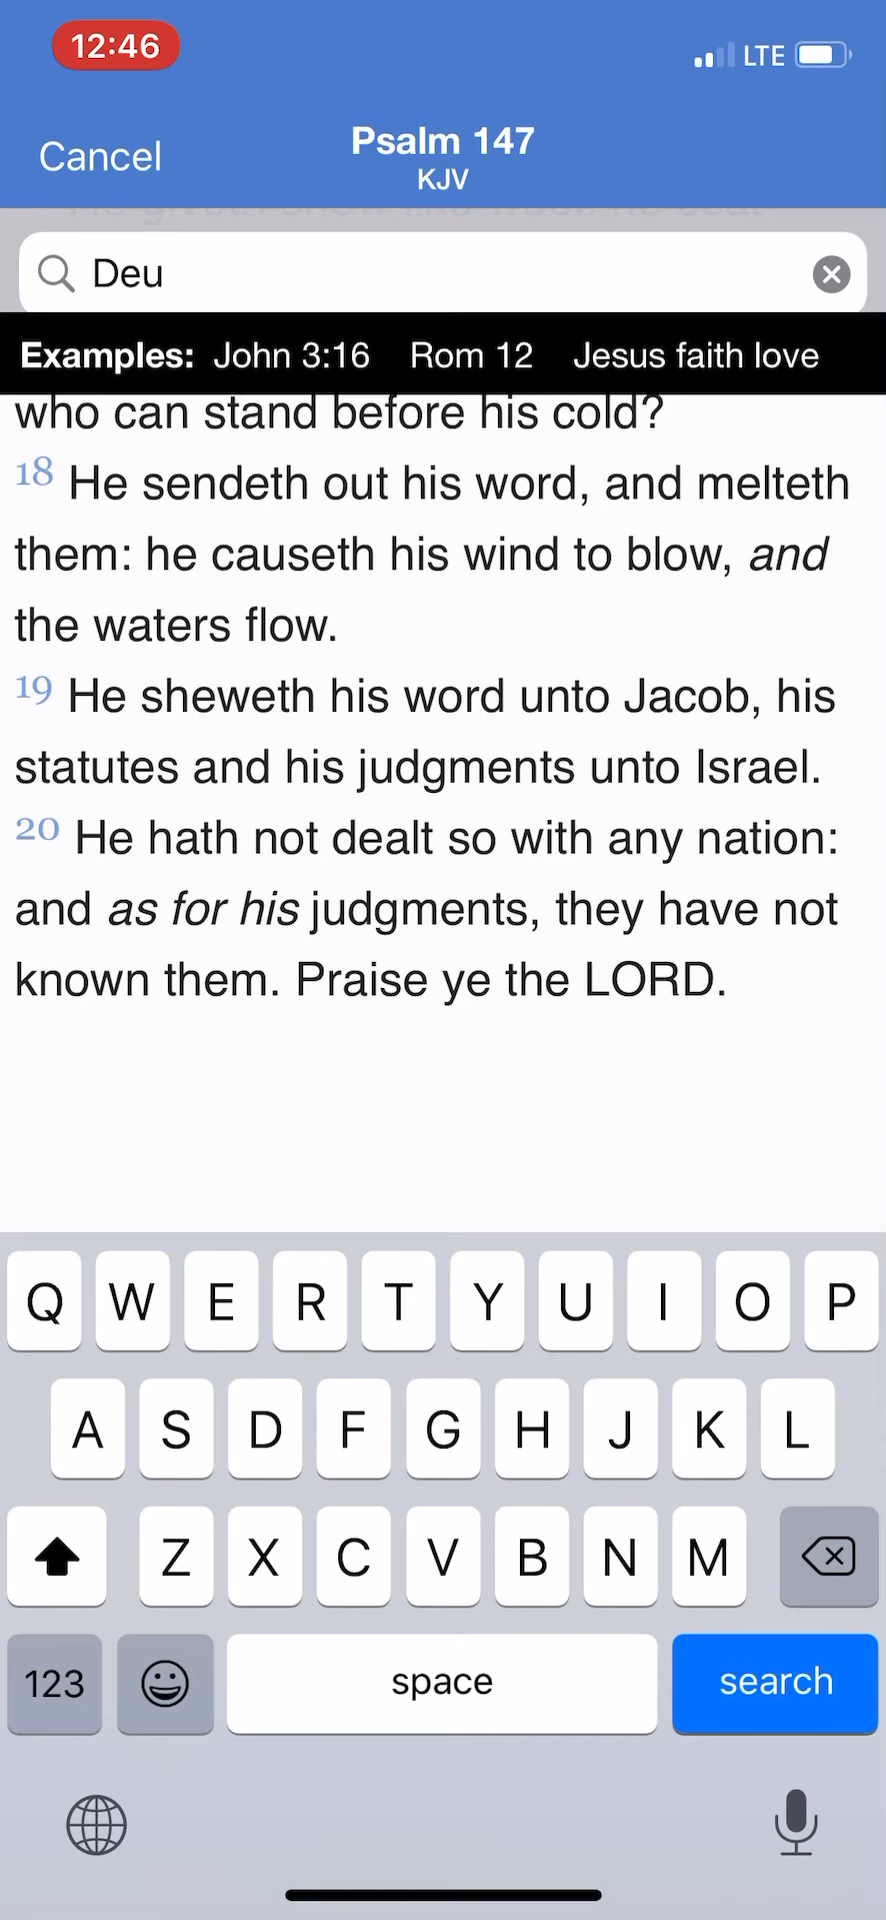 12:46
LTE
Cancel
Psalm 147
KJV
Deu
Examples: John 3:16 Rom 12 Jesus faith love
who can stand before his cold?
18 He sendeth out his word, and melteth
them: he causeth his wind to blow, and
the waters flow.
19 He sheweth his word unto Jacob, his
statutes and his judgments unto Israel.
20 He hath not dealt so with any nation:
and as for his judgments, they have not
known them. Praise ye the LORD.
Q W E R T Y U I O P
A S D F G H J K L
Z X C V B N M
123 space search